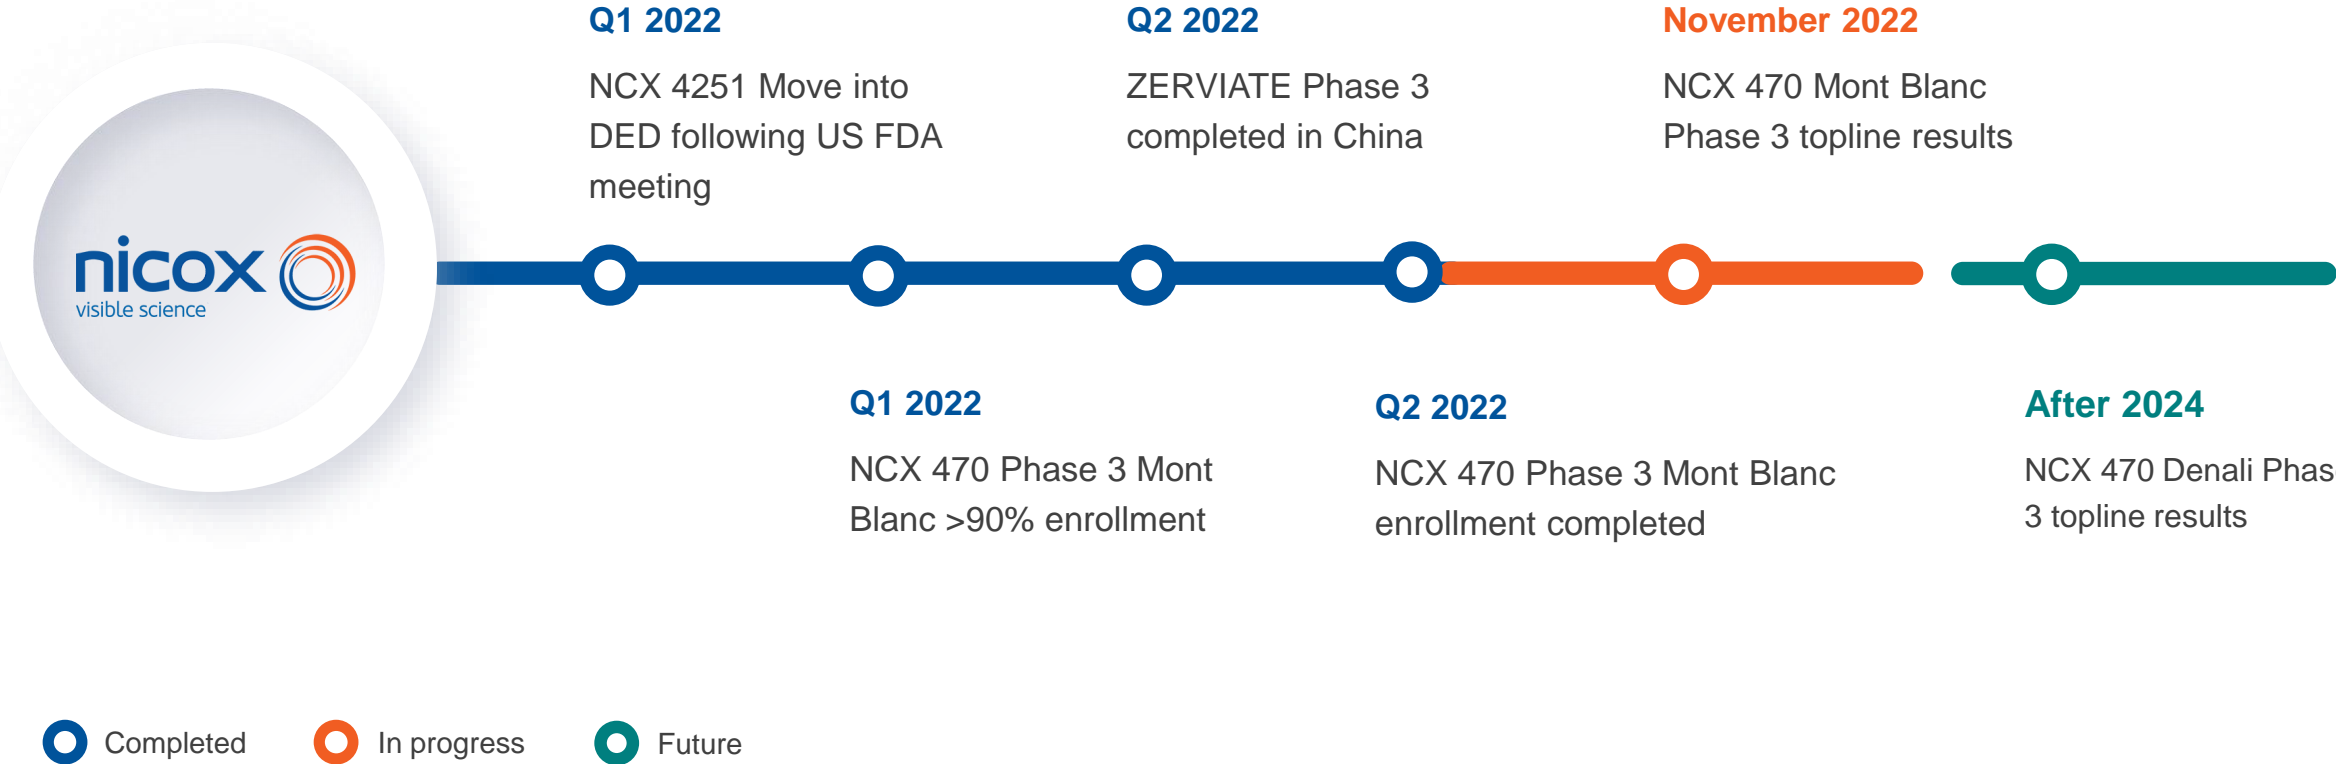 Q1 2022
NCX 4251 Move into
DED following US FDA
meeting
Q2 2022
ZERVIATE Phase 3
completed in China
November 2022
NCX 470 Mont Blanc
Phase 3 topline results
nicox
visible science
Q1 2022
NCX 470 Phase 3 Mont
Blanc >90% enrollment
Q2 2022
NCX 470 Phase 3 Mont Blanc
enrollment completed
After 2024
NCX 470 Denali Phas
3 topline results
Completed
In progress
Future